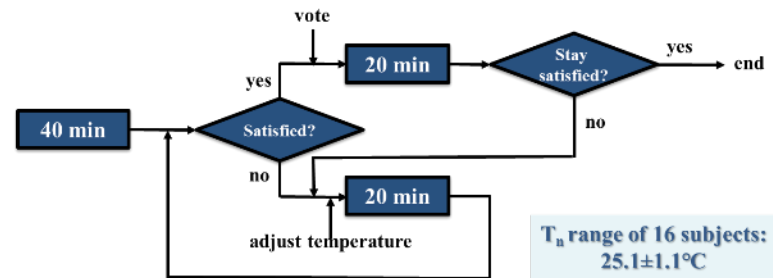 vote
20 min
Stay
satisfied?
yes
end
yes
40 min
Satisfied?
no
no
20 min
adjust temperature
Tn range of 16 subjects:
25.1±1.1°C